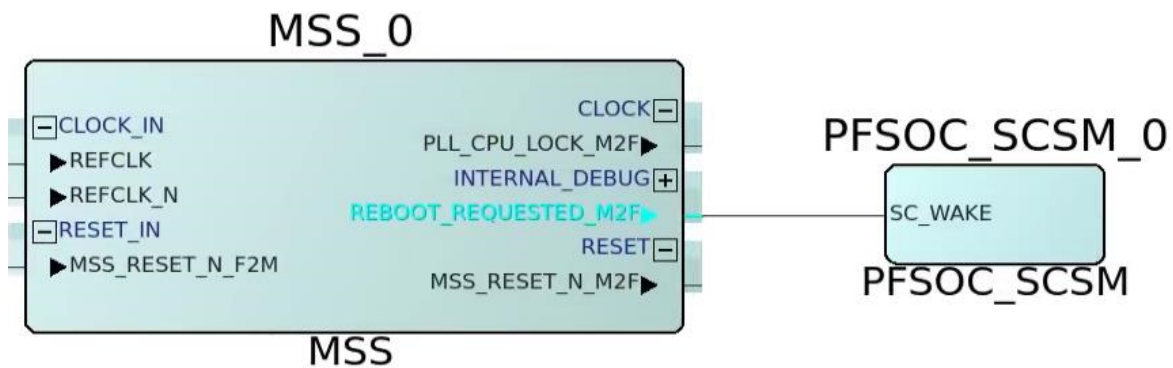 MSS_0
CLOCK_IN
REFCLK
REFCLK_N
RESET_IN
MSS_RESET_N_F2M
CLOCK
PLL_CPU_LOCK_M2F
INTERNAL_DEBUG
REBOOT_REQUESTED_M2F
RESET
MSS_RESET_N_M2F
MSS
PFSOC_SCSM_0
SC_WAKE
PFSOC_SCSM